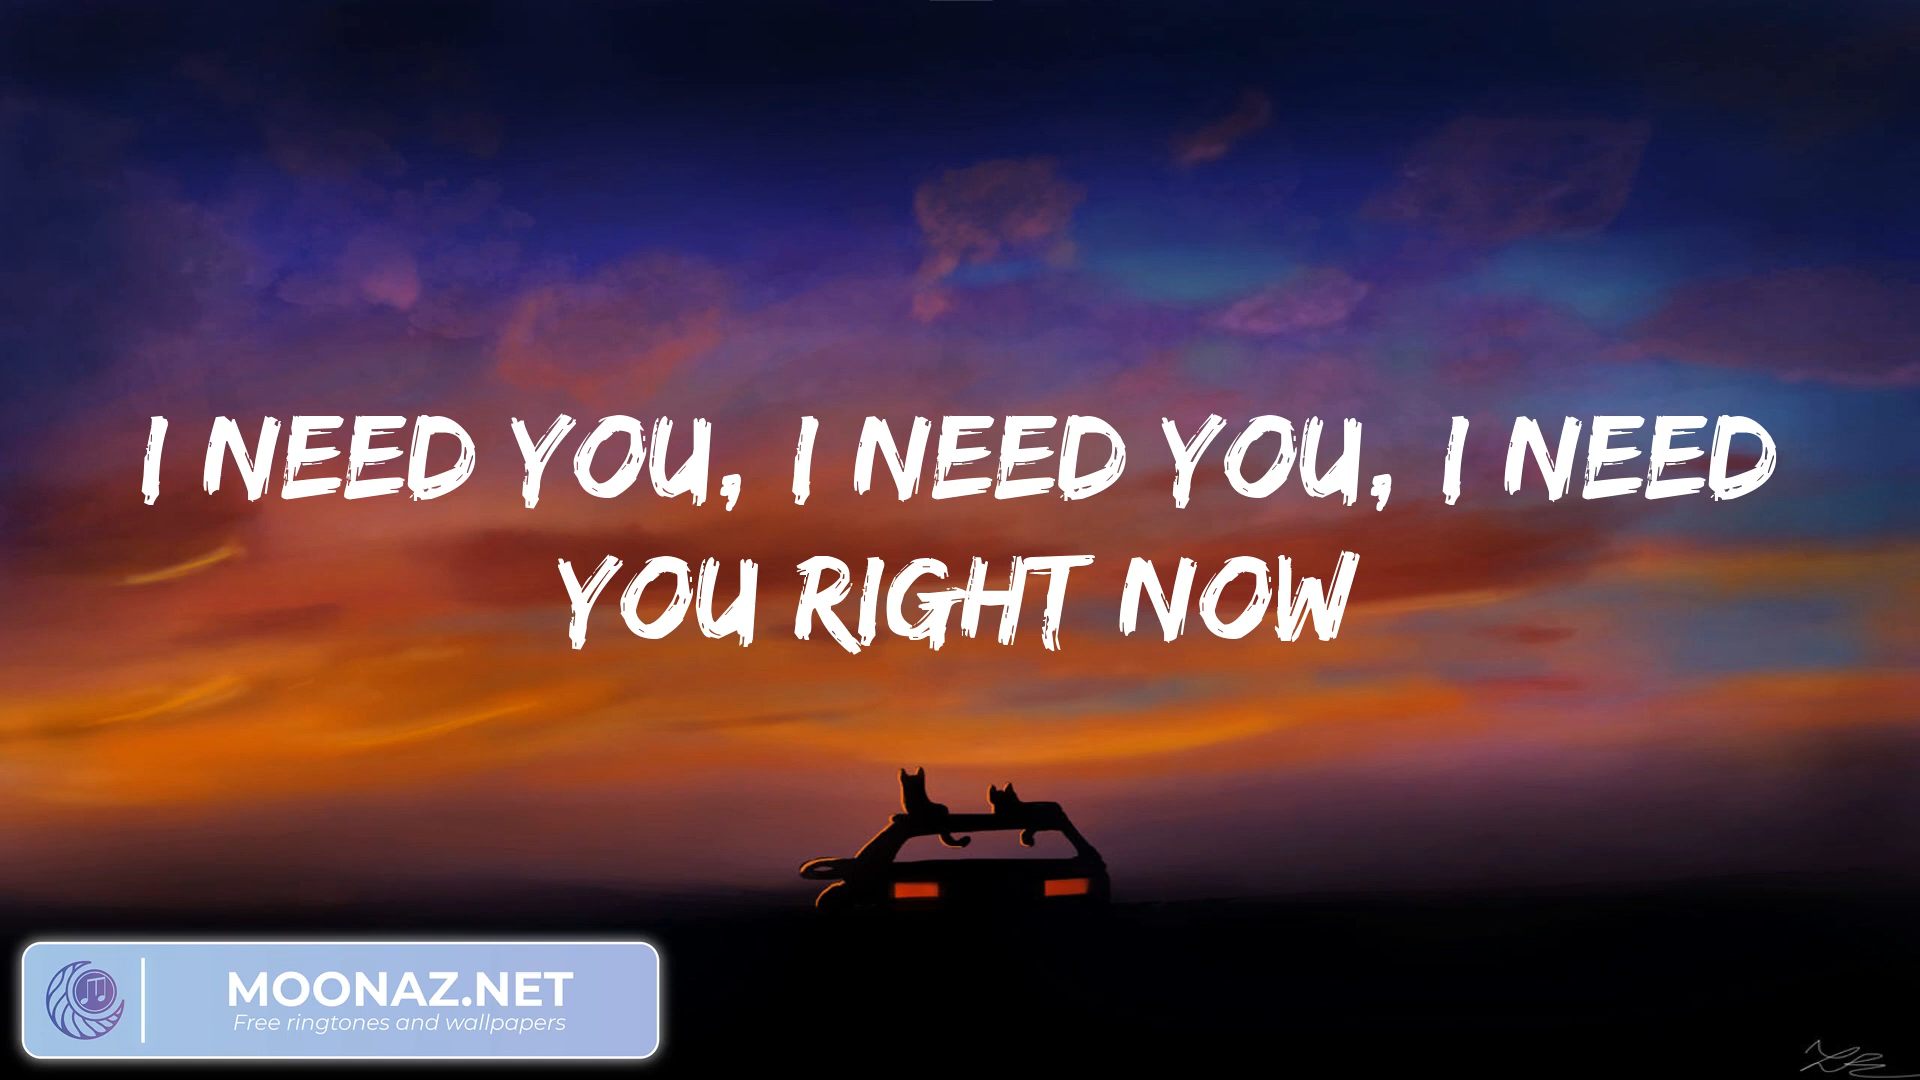 I NEED YOU, I NEED YOU, I NEED
YOU RIGHT NOW
MOONAZ.NET
Free ringtones and wallpapers